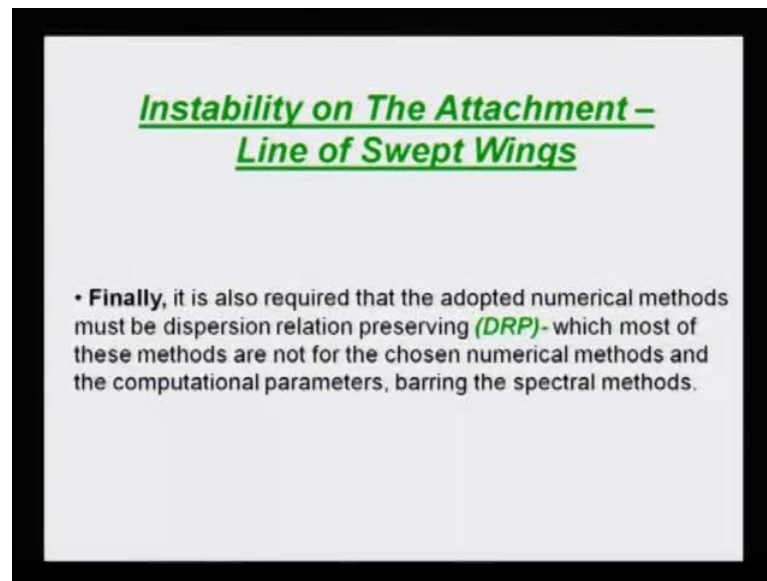 Instability on The Attachment –
Line of Swept Wings
• Finally, it is also required that the adopted numerical methods
must be dispersion relation preserving (DRP)- which most of
these methods are not for the chosen numerical methods and
the computational parameters, barring the spectral methods.